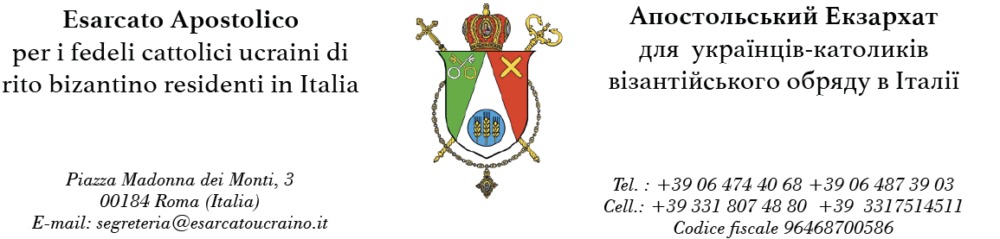 Esarcato Apostolico
per i fedeli cattolici ucraini di
rito bizantino residenti in Italia
Piazza Madonna dei Monti, 3
00184 Roma (Italia)
E-mail: segreteria@esarcatoucraino.it
Апостольський Екзархат
для українців-католиків
візантійського обряду в Італії
Tel. : +39 06 474 40 68 +39 06 487 39 03
Cell.: +39 331 807 48 80 +39 3317514511
Codice fiscale 96468700586